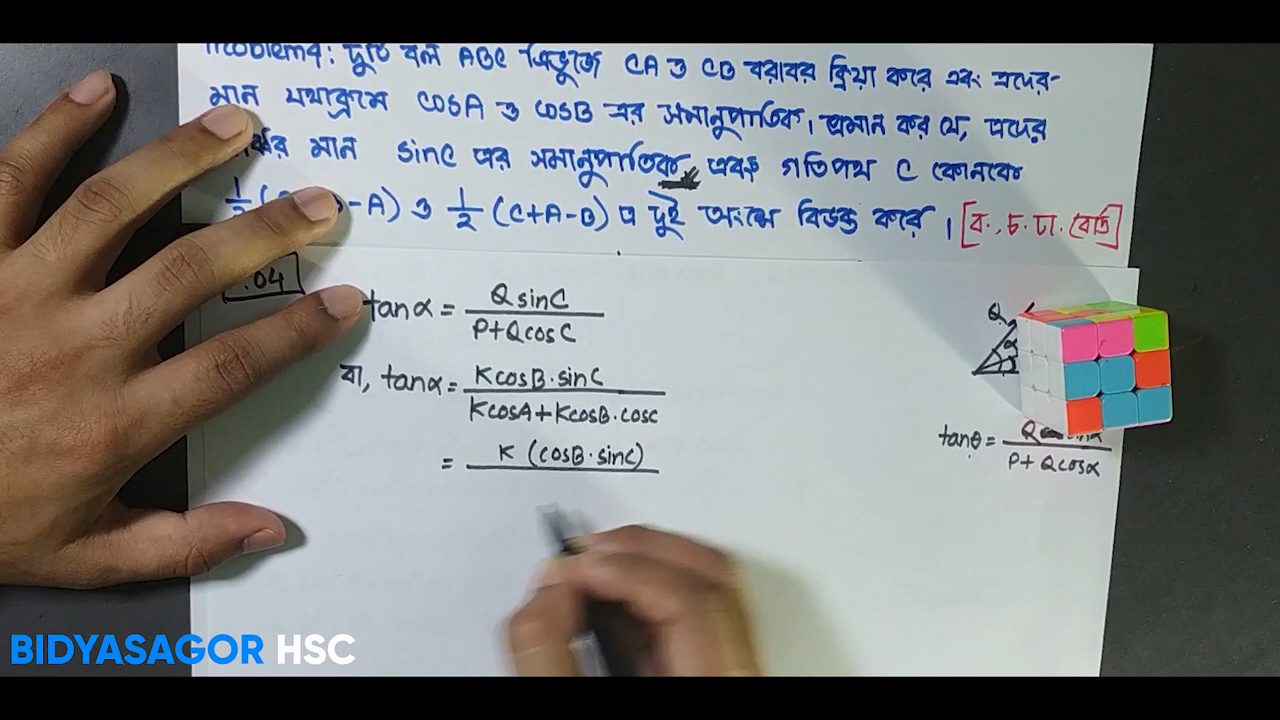 Problem4: দুটি বল ABC ত্রিভুজে CA ও CB বরাবর ক্রিয়া করে এবং এদের
মান যথাক্রমে cosA ও cosB এর সমানুপাতিক। প্রমান কর যে, এদের
মান sinC এর সমানুপাতিক এবং গতিপথ C কোনকে
-A) ও ½ (C+A-B) এ দুই অংশে বিভক্ত করে। [ব., চ. ঢা. বোর্ড]
.04
tanα = QsinC / P+QcosC
বা, tanα = KcosB·sinC / KcosA+KcosB·cosC
= K (cosB·sinC)
Q
α
tanθ = Q / P+Qcosα
BIDYASAGOR HSC